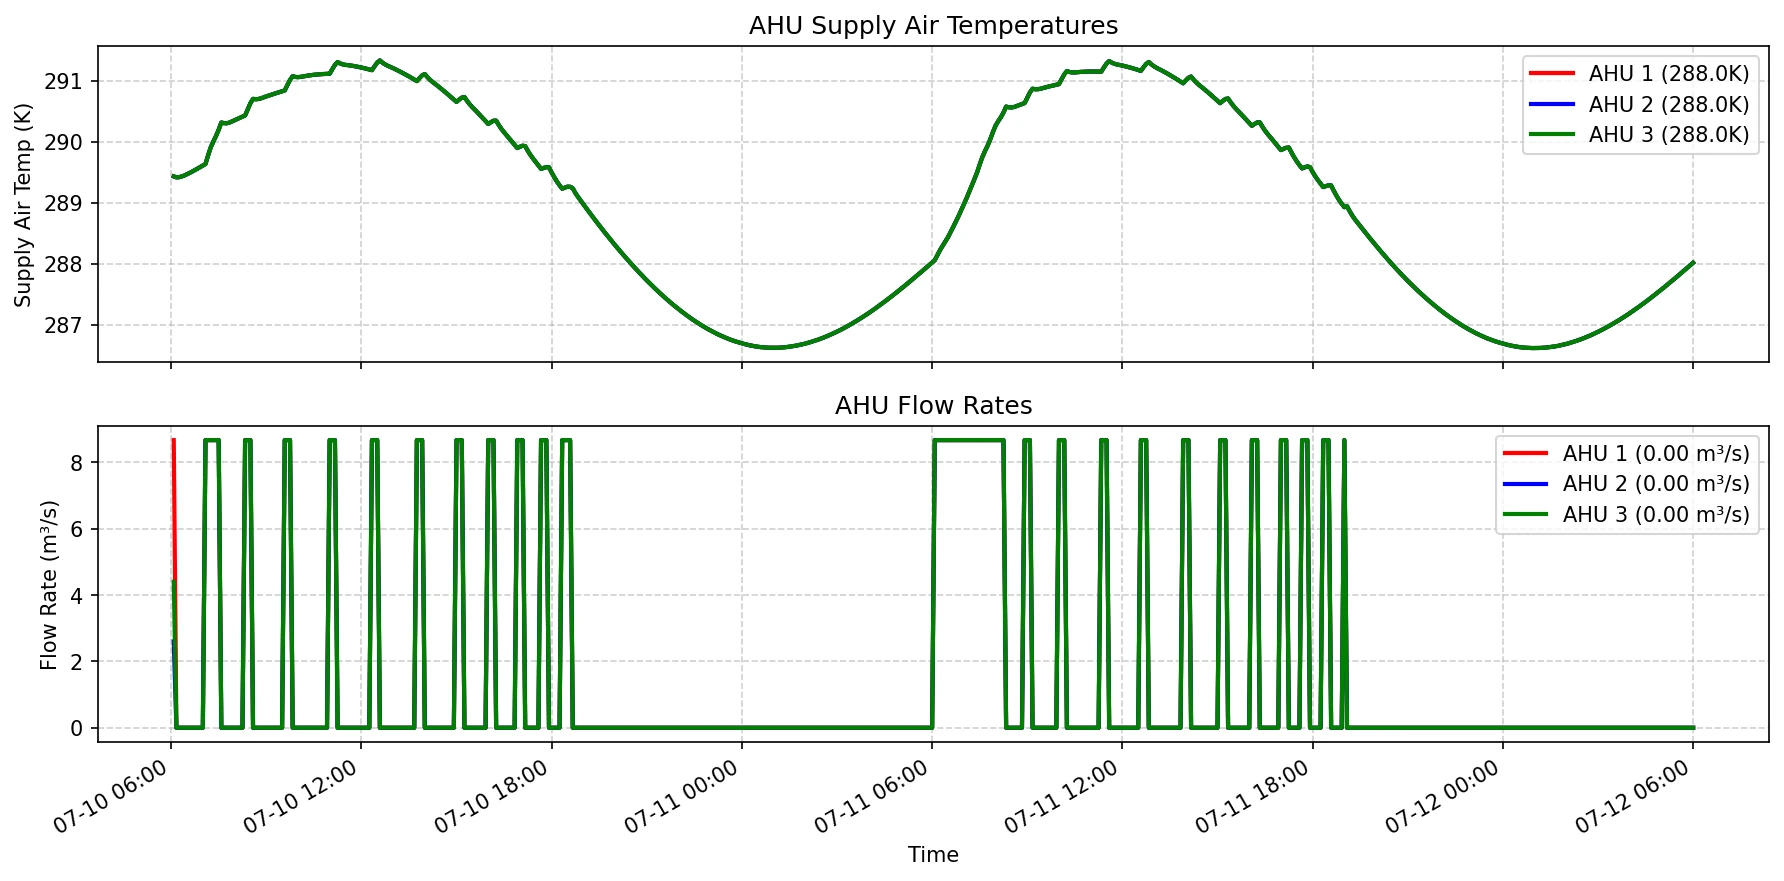 AHU Supply Air Temperatures
Supply Air Temp (K)
291
290
289
288
287
AHU 1 (288.0K)
AHU 2 (288.0K)
AHU 3 (288.0K)
AHU Flow Rates
Flow Rate (m³/s)
8
6
4
2
0
AHU 1 (0.00 m³/s)
AHU 2 (0.00 m³/s)
AHU 3 (0.00 m³/s)
07-10 06:00
07-10 12:00
07-10 18:00
07-11 00:00
07-11 06:00
07-11 12:00
07-11 18:00
07-12 00:00
07-12 06:00
Time